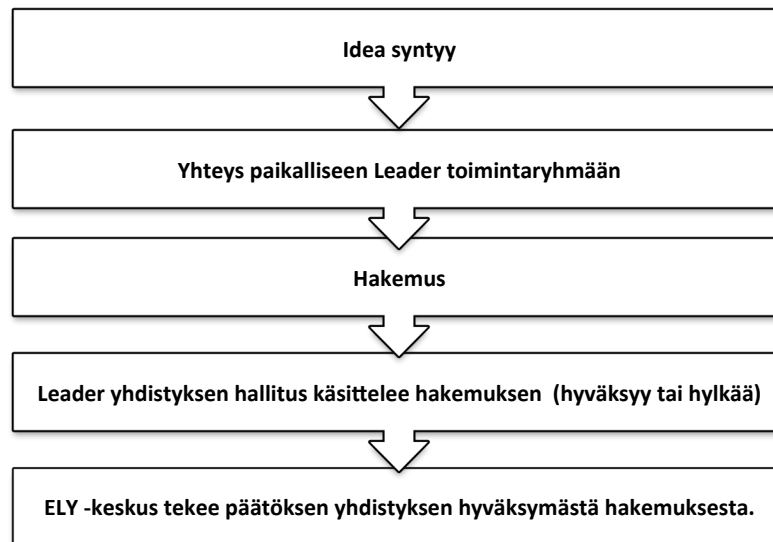 Idea syntyy
Yhteys paikalliseen Leader toimintaryhmään
Hakemus
Leader yhdistyksen hallitus käsittelee hakemuksen (hyväksyy tai hylkää)
ELY -keskus tekee päätöksen yhdistyksen hyväksymästä hakemuksesta.